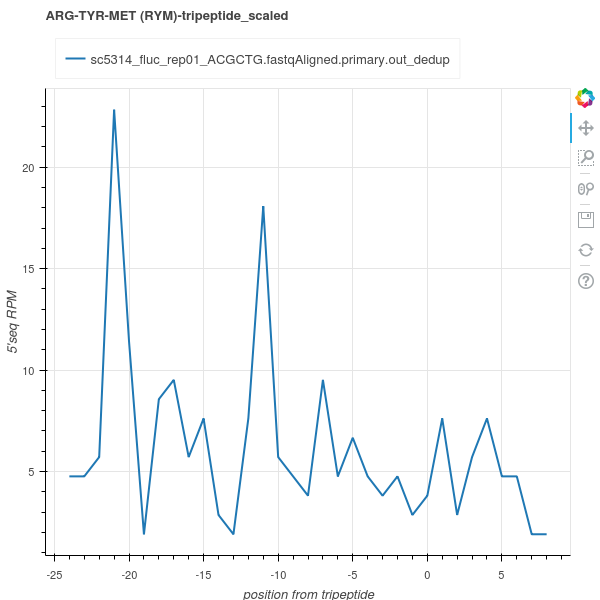 ARG-TYR-MET (RYM)-tripeptide_scaled
sc5314_fluc_rep01_ACGCTG.fastqAligned.primary.out_dedup
20
15
10
5
5'seq RPM
-25 -20 -15 -10 -5 0 5
position from tripeptide